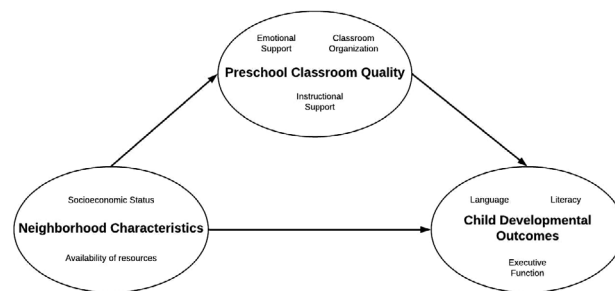 Emotional Support
Classroom Organization
Preschool Classroom Quality
Instructional Support
Socioeconomic Status
Neighborhood Characteristics
Availability of resources
Language
Literacy
Child Developmental
Outcomes
Executive
Function